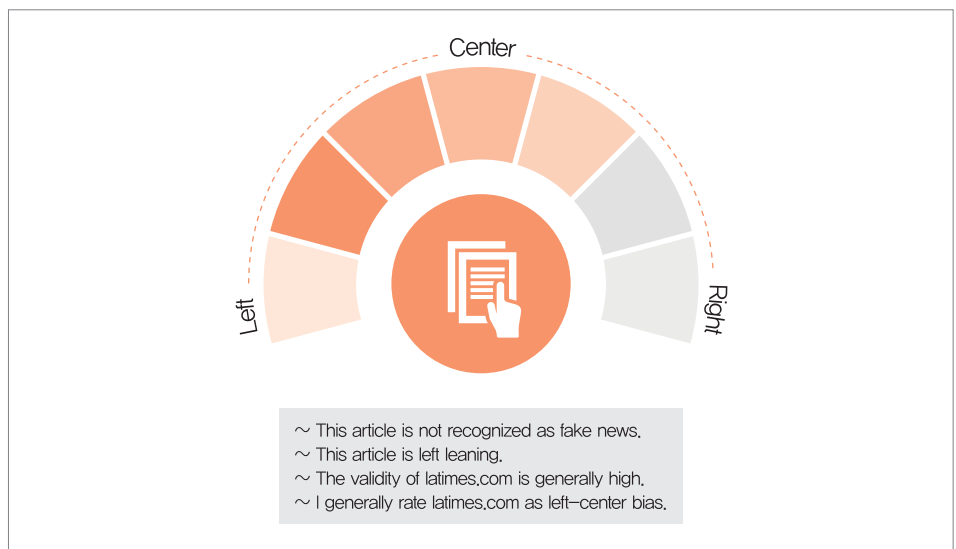 Center
Left
Right
~ This article is not recognized as fake news.
~ This article is left leaning.
~ The validity of latimes.com is generally high.
~ I generally rate latimes.com as left-center bias.